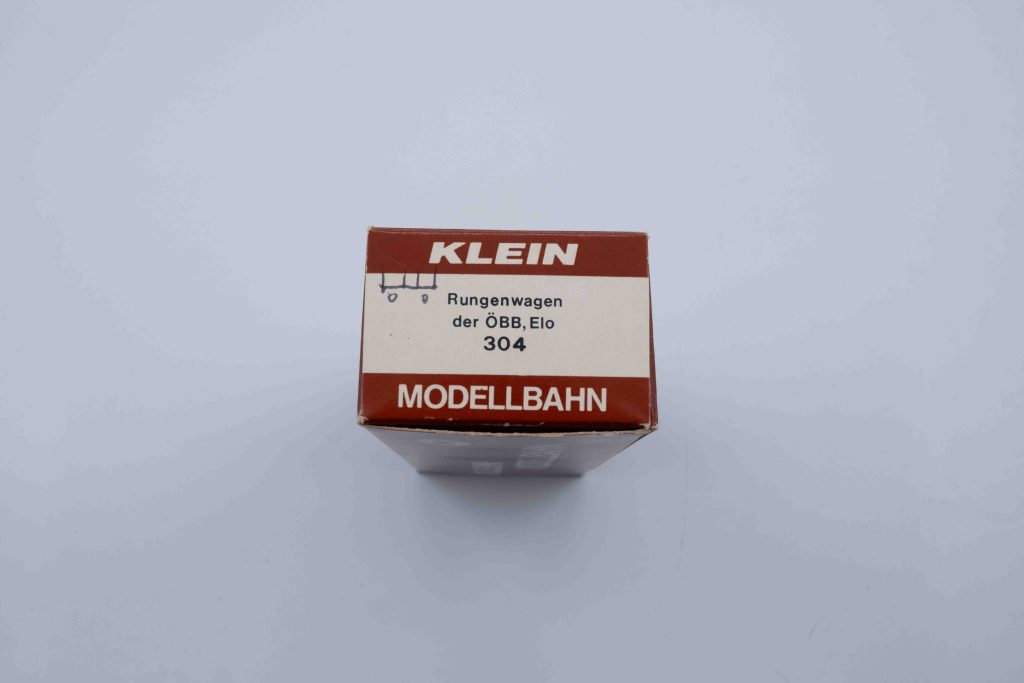 KLEIN
Rungenwagen
der ÖBB, Elo
304
MODELLBAHN